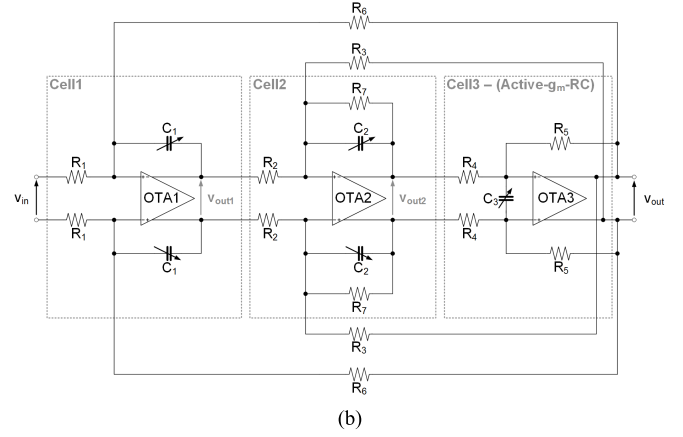 R6
R3
Cell1
Cell2
Cell3 – (Active-gm-RC)
R7
C1
C2
R5
R1
R2
R4
vin
OTA1
vout1
OTA2
vout2
C3
OTA3
vout
R1
R2
R4
C1
C2
R5
R7
R3
R6
(b)